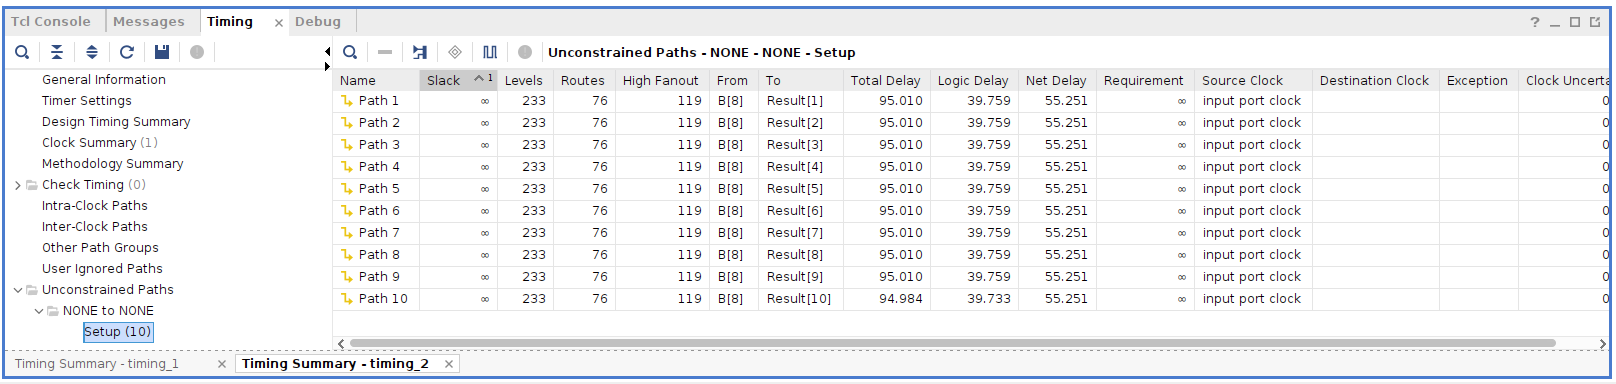 Tcl Console Messages Timing × Debug ?
Unconstrained Paths - NONE - NONE - Setup
General Information
Timer Settings
Design Timing Summary
Clock Summary (1)
Methodology Summary
Check Timing (0)
Intra-Clock Paths
Inter-Clock Paths
Other Path Groups
User Ignored Paths
Unconstrained Paths
NONE to NONE
Setup (10)
Name Slack ^1 Levels Routes High Fanout From To Total Delay Logic Delay Net Delay Requirement Source Clock Destination Clock Exception Clock Uncerta
Path 1 ∞ 233 76 119 B[8] Result[1] 95.010 39.759 55.251 ∞ input port clock 0
Path 2 ∞ 233 76 119 B[8] Result[2] 95.010 39.759 55.251 ∞ input port clock 0
Path 3 ∞ 233 76 119 B[8] Result[3] 95.010 39.759 55.251 ∞ input port clock 0
Path 4 ∞ 233 76 119 B[8] Result[4] 95.010 39.759 55.251 ∞ input port clock 0
Path 5 ∞ 233 76 119 B[8] Result[5] 95.010 39.759 55.251 ∞ input port clock 0
Path 6 ∞ 233 76 119 B[8] Result[6] 95.010 39.759 55.251 ∞ input port clock 0
Path 7 ∞ 233 76 119 B[8] Result[7] 95.010 39.759 55.251 ∞ input port clock 0
Path 8 ∞ 233 76 119 B[8] Result[8] 95.010 39.759 55.251 ∞ input port clock 0
Path 9 ∞ 233 76 119 B[8] Result[9] 95.010 39.759 55.251 ∞ input port clock 0
Path 10 ∞ 233 76 119 B[8] Result[10] 94.984 39.733 55.251 ∞ input port clock 0
Timing Summary - timing_1 × Timing Summary - timing_2 ×